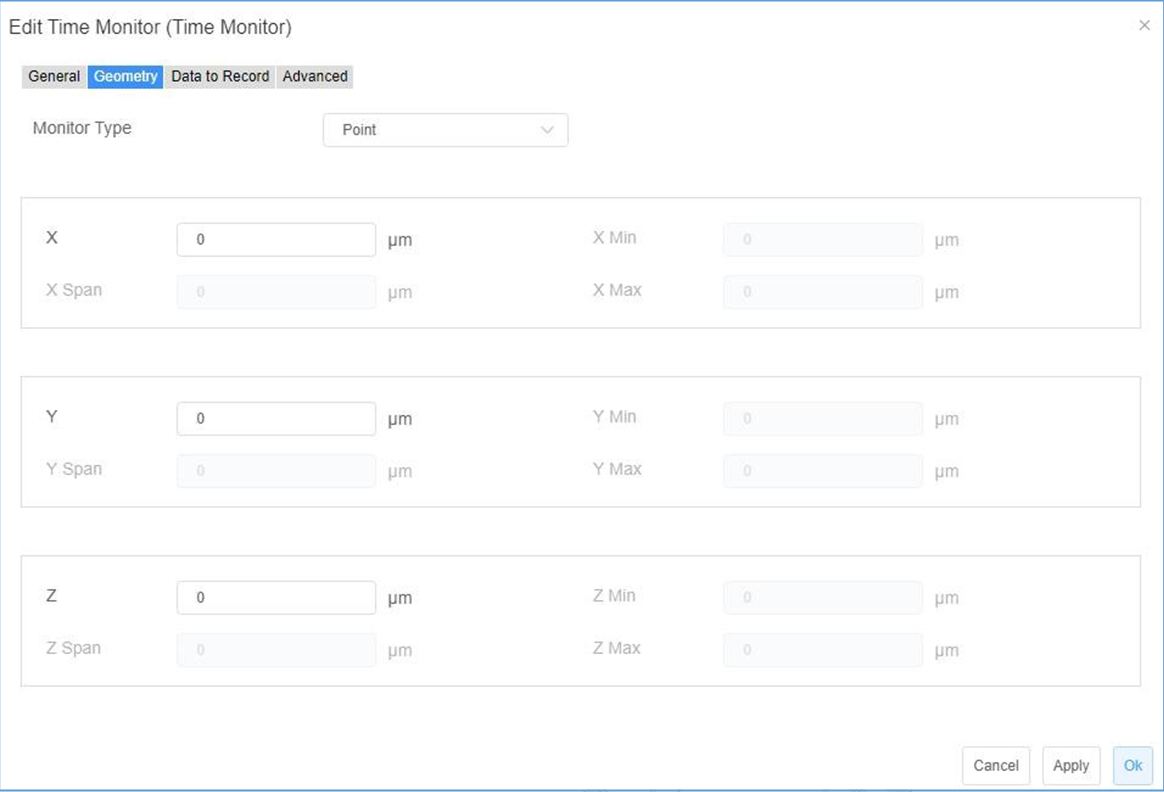 Edit Time Monitor (Time Monitor)
General Geometry Data to Record Advanced
Monitor Type Point
X 0 µm X Min 0 µm
X Span 0 µm X Max 0 µm
Y 0 µm Y Min 0 µm
Y Span 0 µm Y Max 0 µm
Z 0 µm Z Min 0 µm
Z Span 0 µm Z Max 0 µm
Cancel Apply Ok